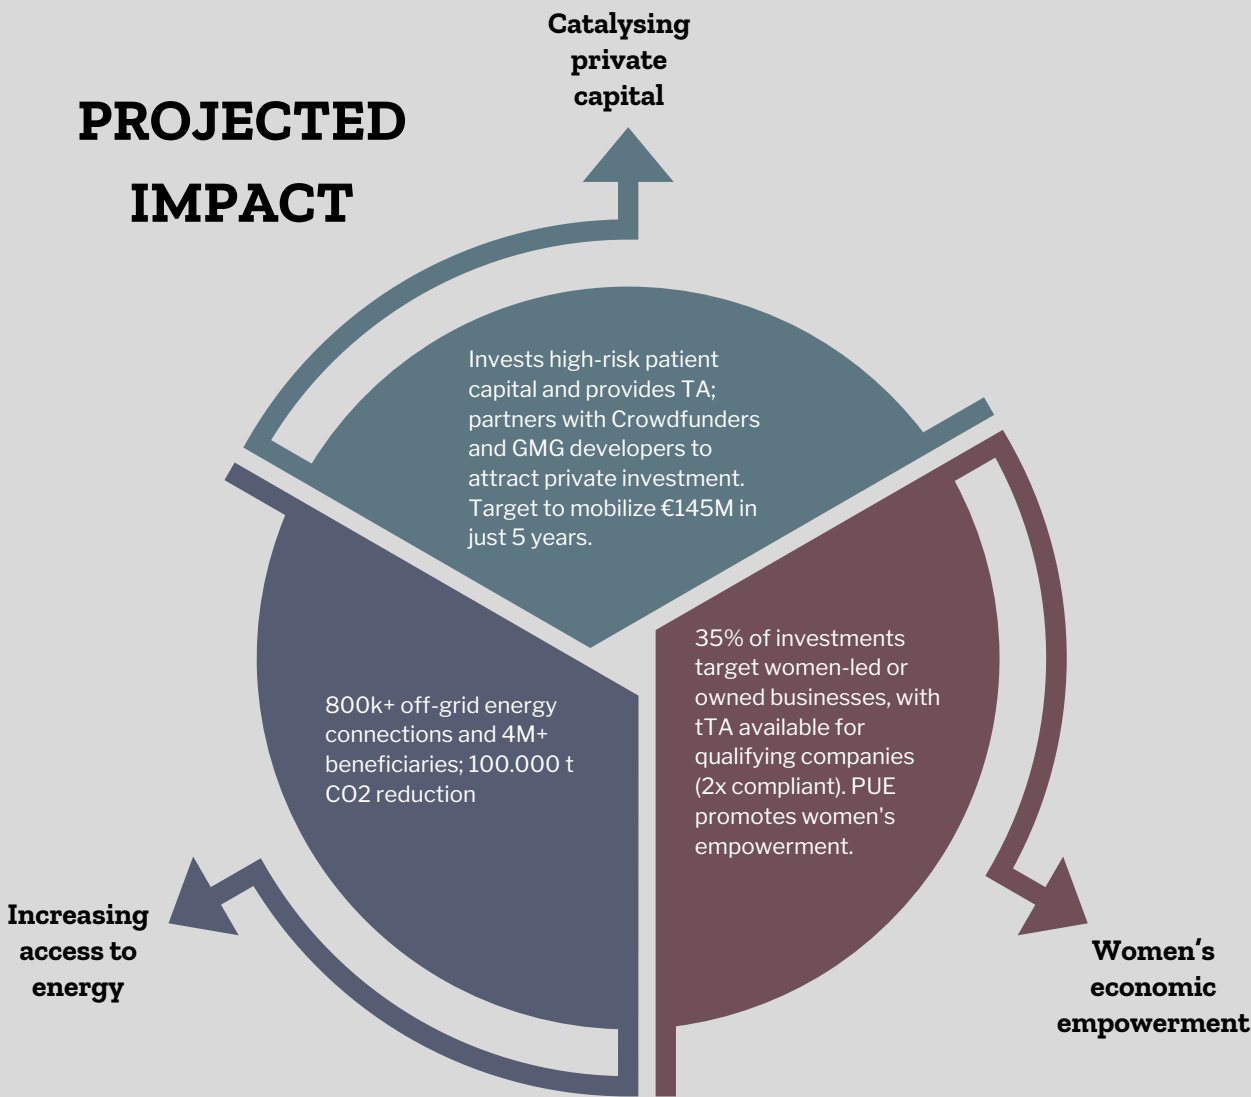 PROJECTED
IMPACT
Catalysing
private
capital
Invests high-risk patient
capital and provides TA;
partners with Crowdfunders
and GMG developers to
attract private investment.
Target to mobilize €145M in
just 5 years.
35% of investments
target women-led or
owned businesses, with
tTA available for
qualifying companies
(2x compliant). PUE
promotes women's
empowerment.
800k+ off-grid energy
connections and 4M+
beneficiaries; 100.000 t
CO2 reduction
Increasing
access to
energy
Women’s
economic
empowerment